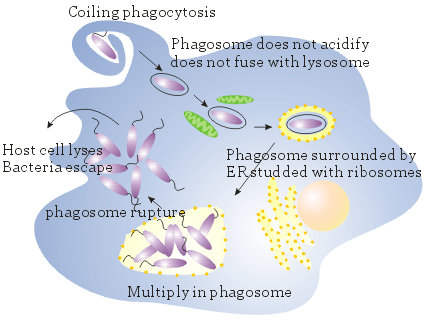 Coiling phagocytosis
Phagosome does not acidify
does not fuse with lysosome
Host cell lyses
Bacteria escape
Phagosome surrounded by
ER studded with ribosomes
phagosome rupture
Multiply in phagosome